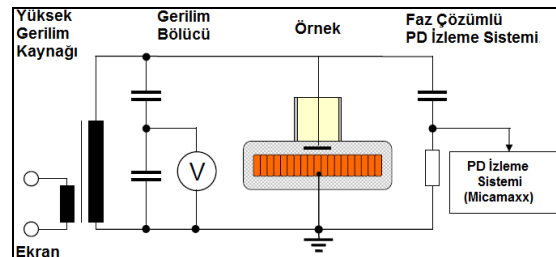 Yüksek
Gerilim
Kaynağı
Gerilim
Bölücü
Örnek
Faz Çözümlü
PD İzleme Sistemi
V
PD İzleme
Sistemi
(Micamaxx)
Ekran